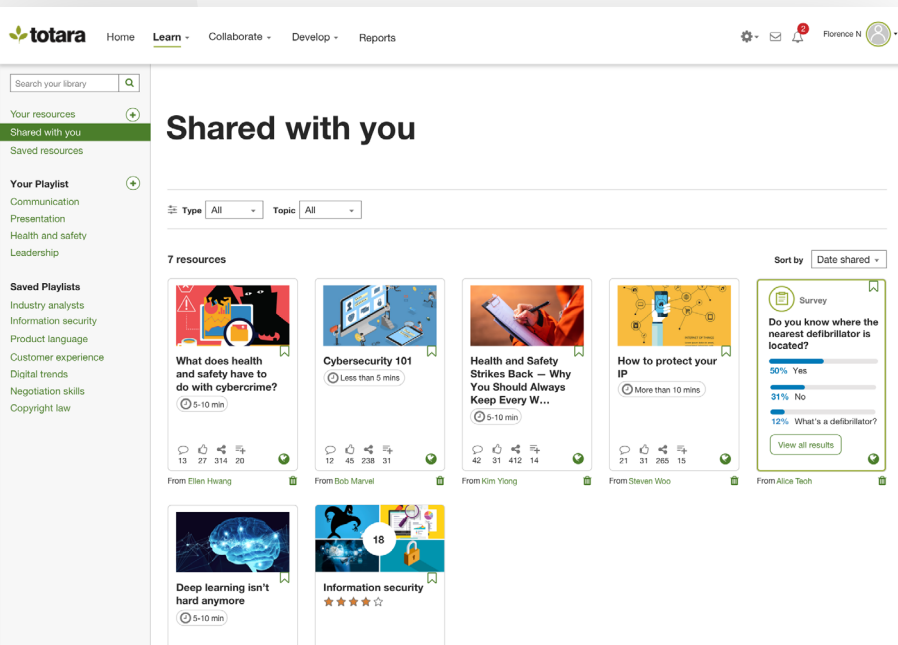 totara
Home
Learn
Collaborate
Develop
Reports
2
Florence N
Search your library
Your resources
Shared with you
Saved resources
Your Playlist
Communication
Presentation
Health and safety
Leadership
Saved Playlists
Industry analysts
Information security
Product language
Customer experience
Digital trends
Negotiation skills
Copyright law
Shared with you
Type
All
Topic
All
7 resources
Sort by
Date shared
What does health
and safety have to
do with cybercrime?
5-10 min
13 27 314 20
From Ellen Hwang
Cybersecurity 101
Less than 5 mins
12 45 238 31
From Bob Marvel
Health and Safety
Strikes Back — Why
You Should Always
Keep Every W...
5-10 min
42 31 412 14
From Kim Yiong
INTERNET OF THINGS
How to protect your
IP
More than 10 mins
21 31 265 15
From Steven Woo
Survey
Do you know where the
nearest defibrillator is
located?
50% Yes
31% No
12% What's a defibrillator?
View all results
From Alice Teoh
Deep learning isn't
hard anymore
5-10 min
18
Information security